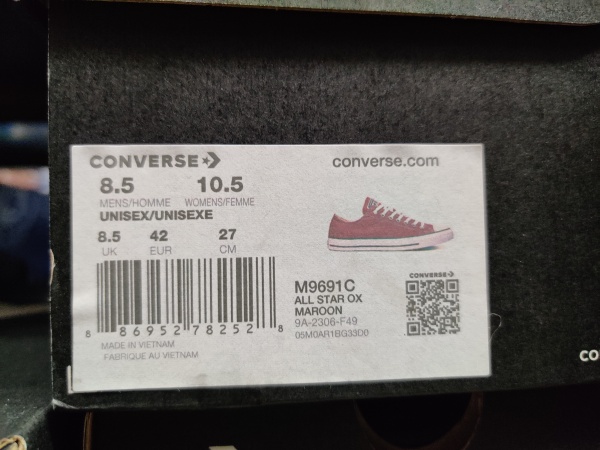 CONVERSE
converse.com
8.5 10.5
MENS/HOMME WOMENS/FEMME
UNISEX/UNISEXE
8.5 42 27
UK EUR CM
8 86952 78252 8
MADE IN VIETNAM
FABRIQUE AU VIETNAM
CONVERSE
M9691C
ALL STAR OX
MAROON
9A-2306-F49
05M0AR1BG33D0
CO